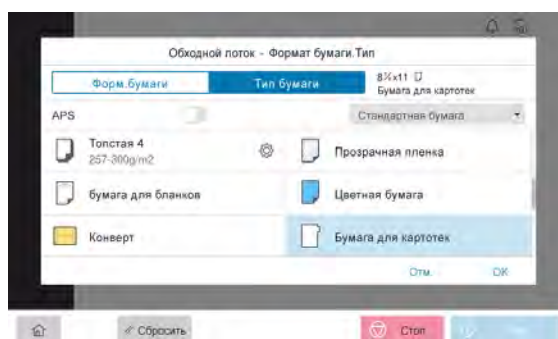 Обходной лоток - Формат бумаги.Тип
Форм.бумаги
Тип бумаги
8½x11
Бумага для картотек
APS
Стандартная бумага
Толстая 4
257-300g/m2
Прозрачная пленка
бумага для бланков
Цветная бумага
Конверт
Бумага для картотек
Отм.
OK
Сбросить
Стоп